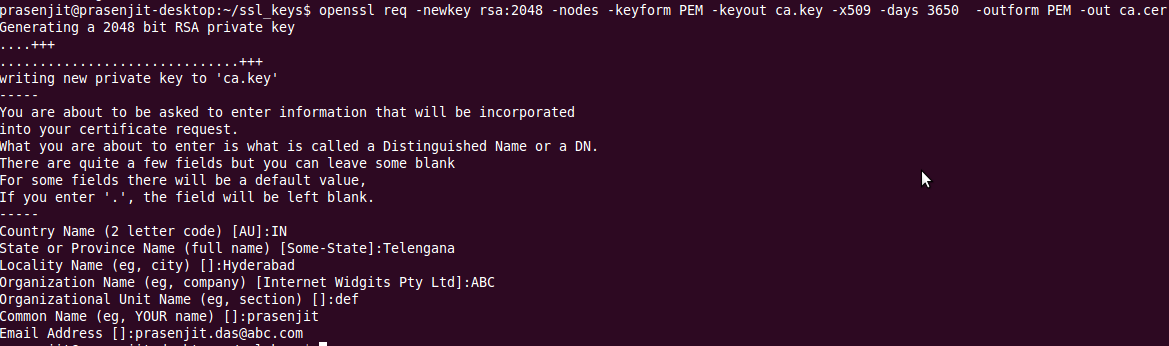 prasenjit@prasenjit-desktop:~/ssl_keys$ openssl req -newkey rsa:2048 -nodes -keyform PEM -keyout ca.key -x509 -days 3650  -outform PEM -out ca.cer
Generating a 2048 bit RSA private key
....+++
..............................+++
writing new private key to 'ca.key'
-----
You are about to be asked to enter information that will be incorporated
into your certificate request.
What you are about to enter is what is called a Distinguished Name or a DN.
There are quite a few fields but you can leave some blank
For some fields there will be a default value,
If you enter '.', the field will be left blank.
-----
Country Name (2 letter code) [AU]:IN
State or Province Name (full name) [Some-State]:Telengana
Locality Name (eg, city) []:Hyderabad
Organization Name (eg, company) [Internet Widgits Pty Ltd]:ABC
Organizational Unit Name (eg, section) []:def
Common Name (eg, YOUR name) []:prasenjit
Email Address []:prasenjit.das@abc.com